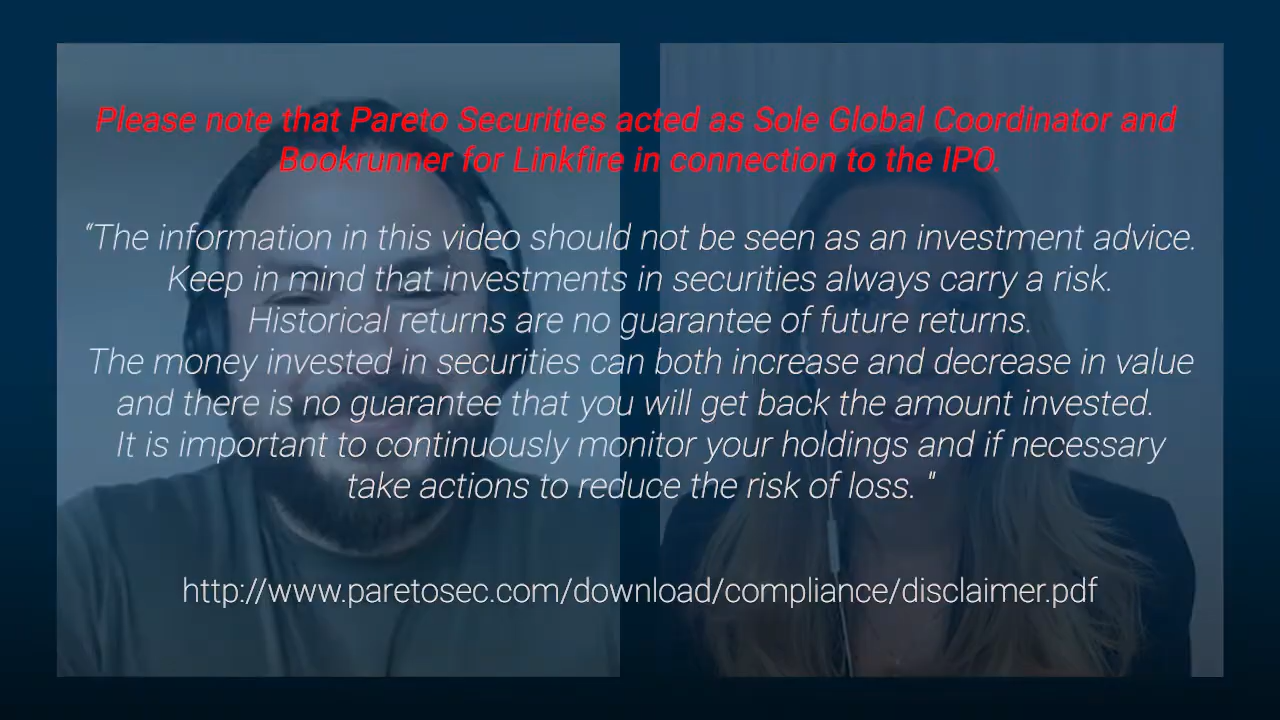 Please note that Pareto Securities acted as Sole Global Coordinator and
Bookrunner for Linkfire in connection to the IPO.
"The information in this video should not be seen as an investment advice.
Keep in mind that investments in securities always carry a risk.
Historical returns are no guarantee of future returns.
The money invested in securities can both increase and decrease in value
and there is no guarantee that you will get back the amount invested.
It is important to continuously monitor your holdings and if necessary
take actions to reduce the risk of loss. "
http://www.paretosec.com/download/compliance/disclaimer.pdf